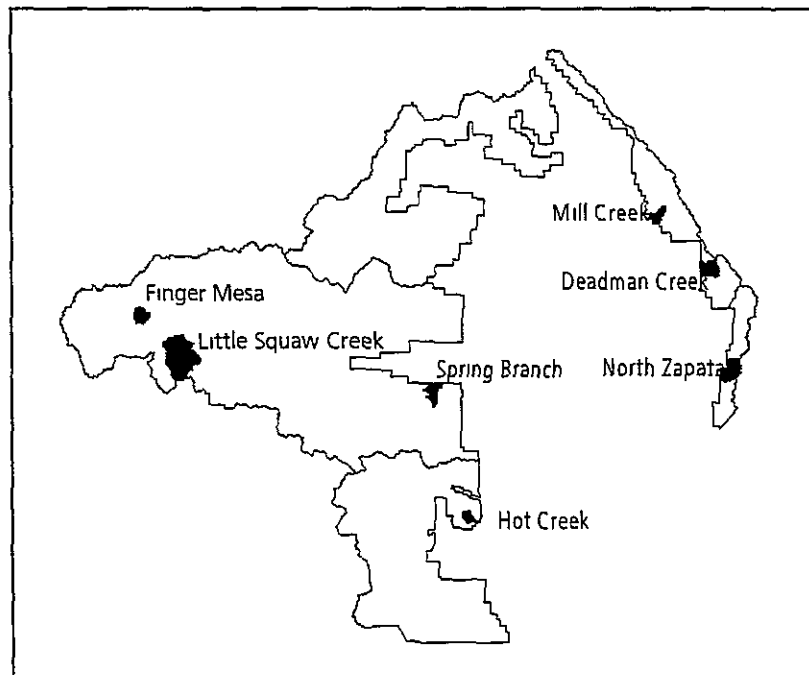 Mill Creek
Deadman Creek
Finger Mesa
Little Squaw Creek
Spring Branch
North Zapata
Hot Creek